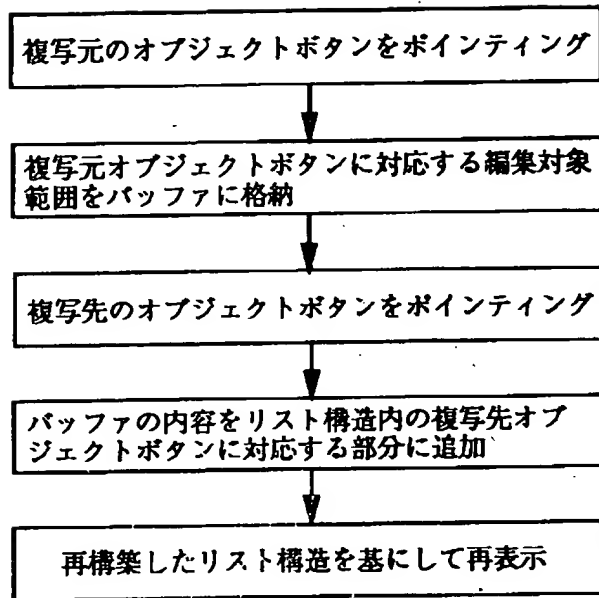 複写元のオブジェクトボタンをポインティング
複写元オブジェクトボタンに対応する編集対象
範囲をバッファに格納
複写先のオブジェクトボタンをポインティング
バッファの内容をリスト構造内の複写先オブ
ジェクトボタンに対応する部分に追加
再構築したリスト構造を基にして再表示